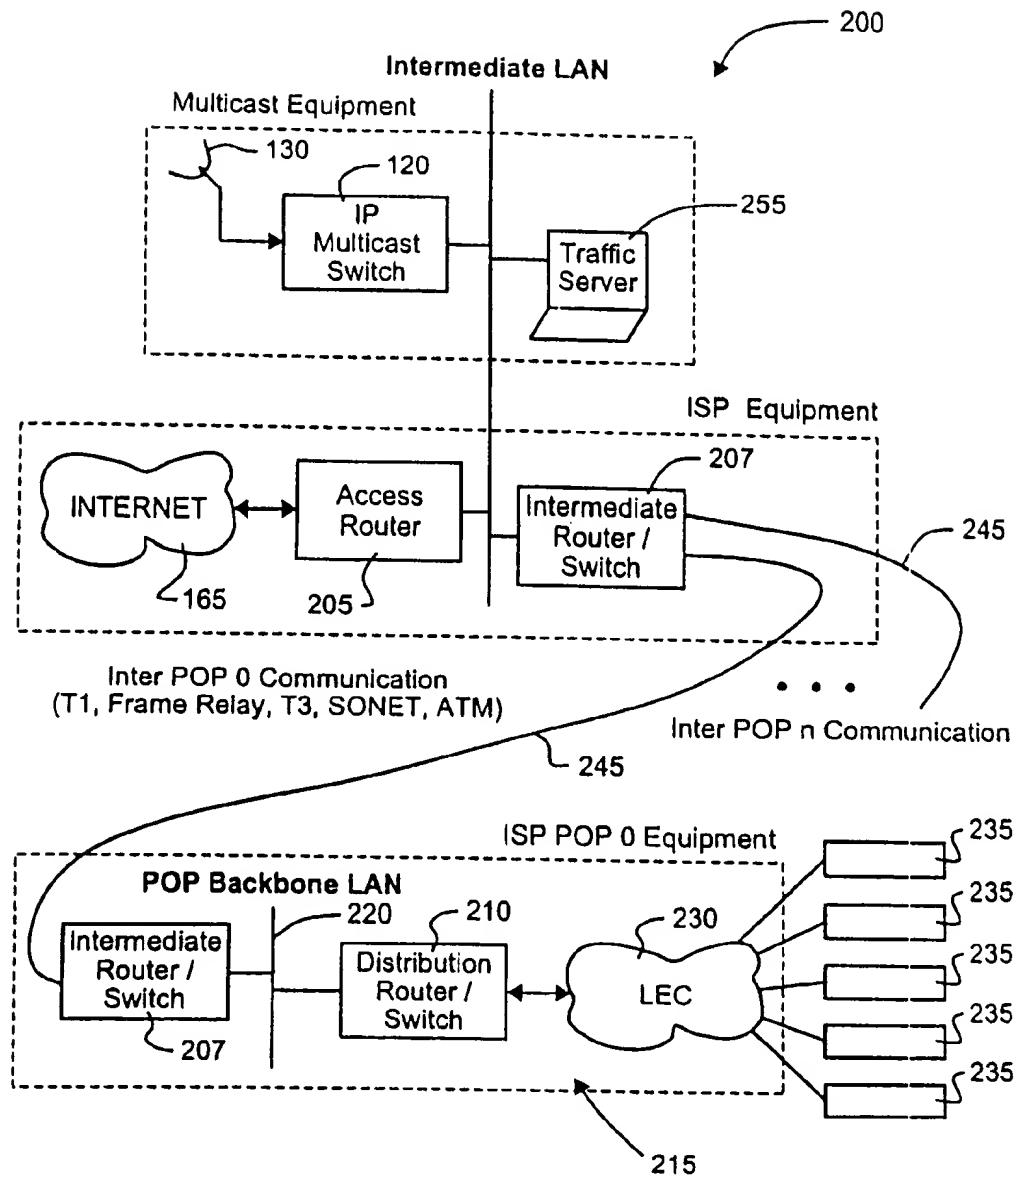 200
Intermediate LAN
Multicast Equipment
130
120
IP
Multicast
Switch
255
Traffic
Server
ISP Equipment
207
INTERNET
Access
Router
Intermediate
Router /
Switch
245
165
205
Inter POP 0 Communication
(T1, Frame Relay, T3, SONET, ATM)
• • •
Inter POP n Communication
245
ISP POP 0 Equipment
235
POP Backbone LAN
220
210
230
235
Intermediate
Router /
Switch
Distribution
Router /
Switch
LEC
235
207
235
235
215